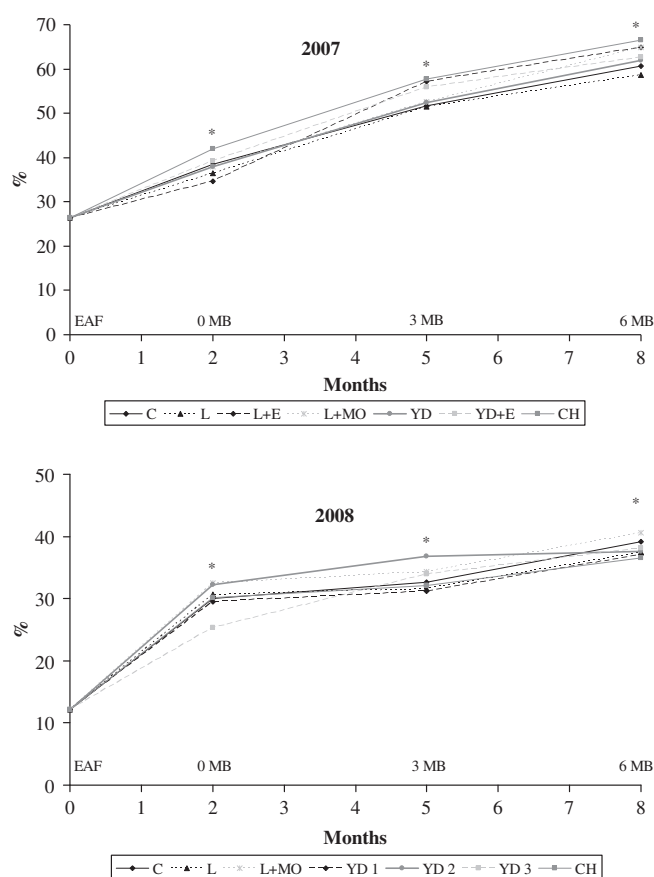 70
60
50
40
30
20
10
0
%
2007
*
*
*
EAF
0 MB
3 MB
6 MB
0 1 2 3 4 5 6 7 8
Months
C L L+E L+MO YD YD+E CH
50
40
30
20
10
0
%
2008
*
*
*
EAF
0 MB
3 MB
6 MB
0 1 2 3 4 5 6 7 8
Months
C L L+MO YD 1 YD 2 YD 3 CH